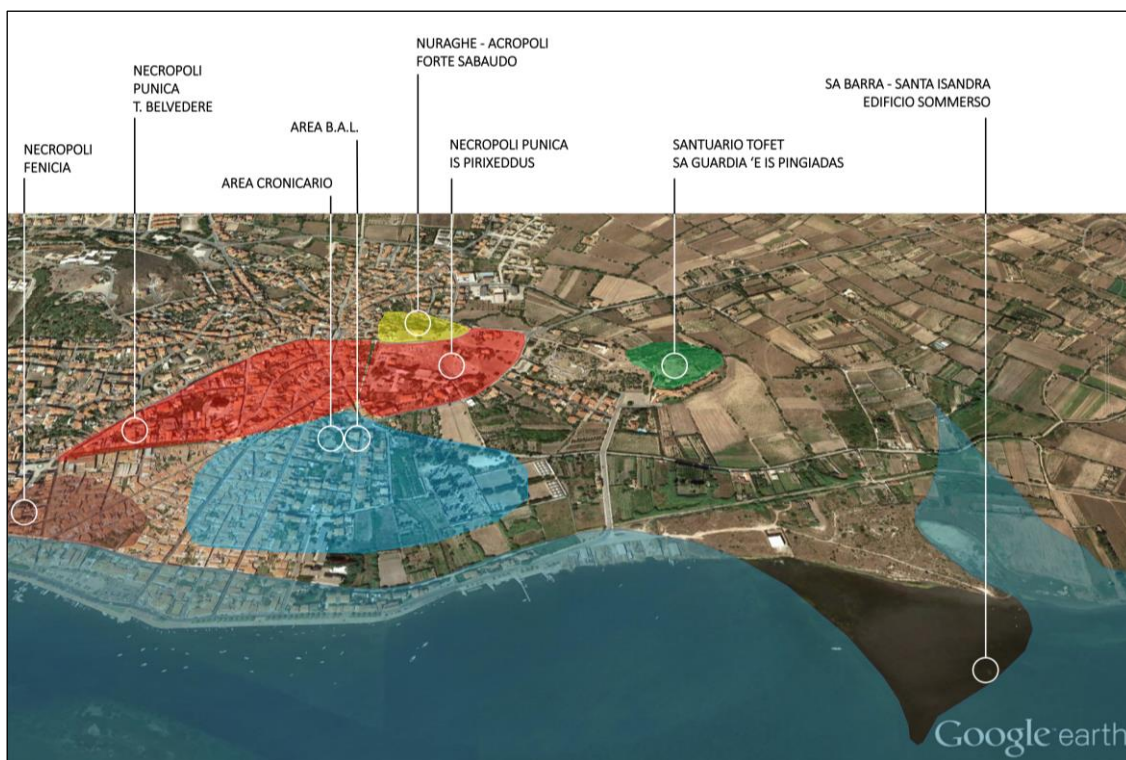 NURAGHE - ACROPOLI
FORTE SABAUDO
NECROPOLI
PUNICA
T. BELVEDERE
SA BARRA - SANTA ISANDRA
EDIFICIO SOMMERSO
AREA B.A.L.
NECROPOLI
FENICIA
NECROPOLI PUNICA
IS PIRIXEDDUS
SANTUARIO TOFET
SA GUARDIA ‘E IS PINGIADAS
AREA CRONICARIO
Google earth